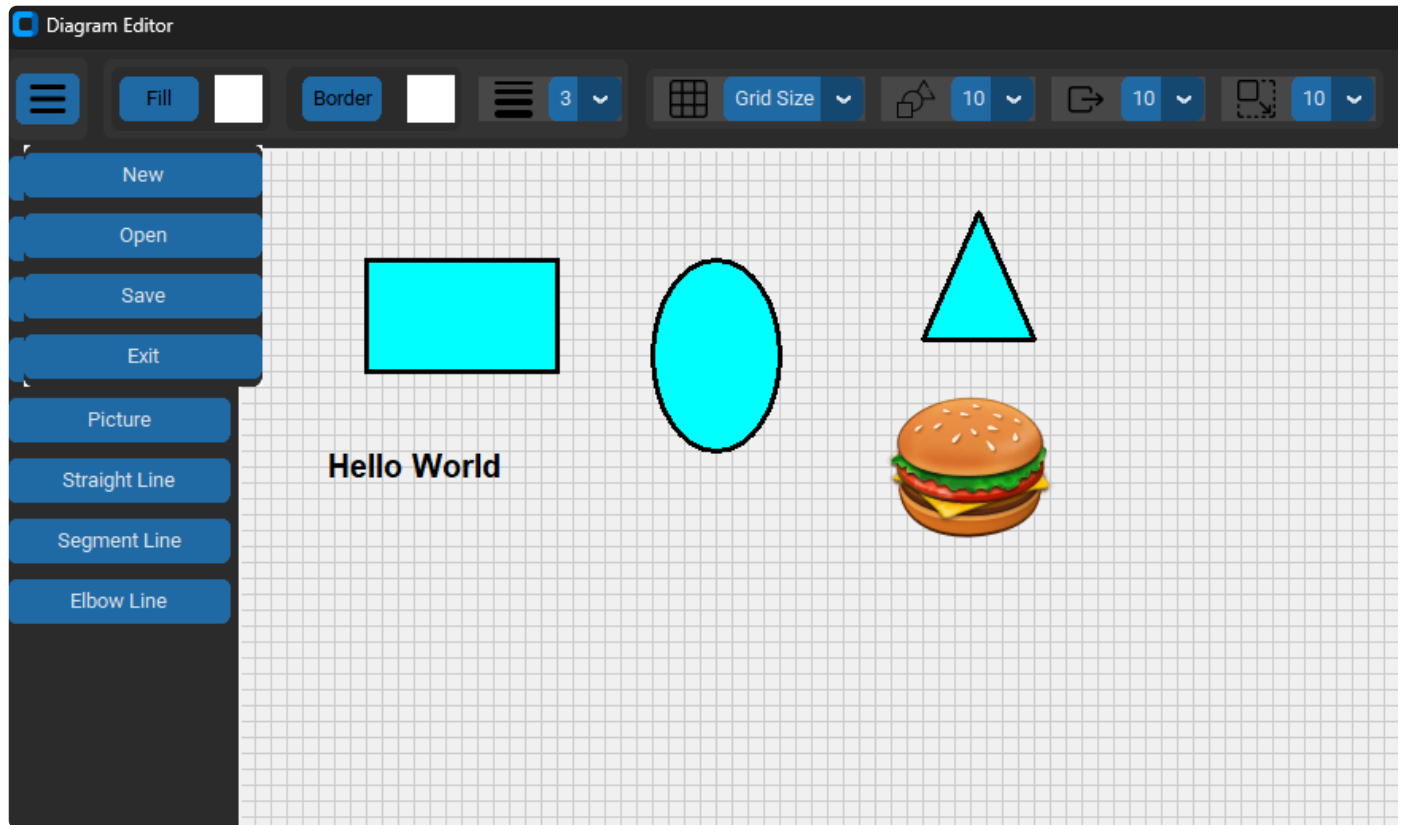 Diagram Editor
Fill
Border
3
Grid Size
10
10
10
New
Open
Save
Exit
Picture
Straight Line
Segment Line
Elbow Line
Hello World